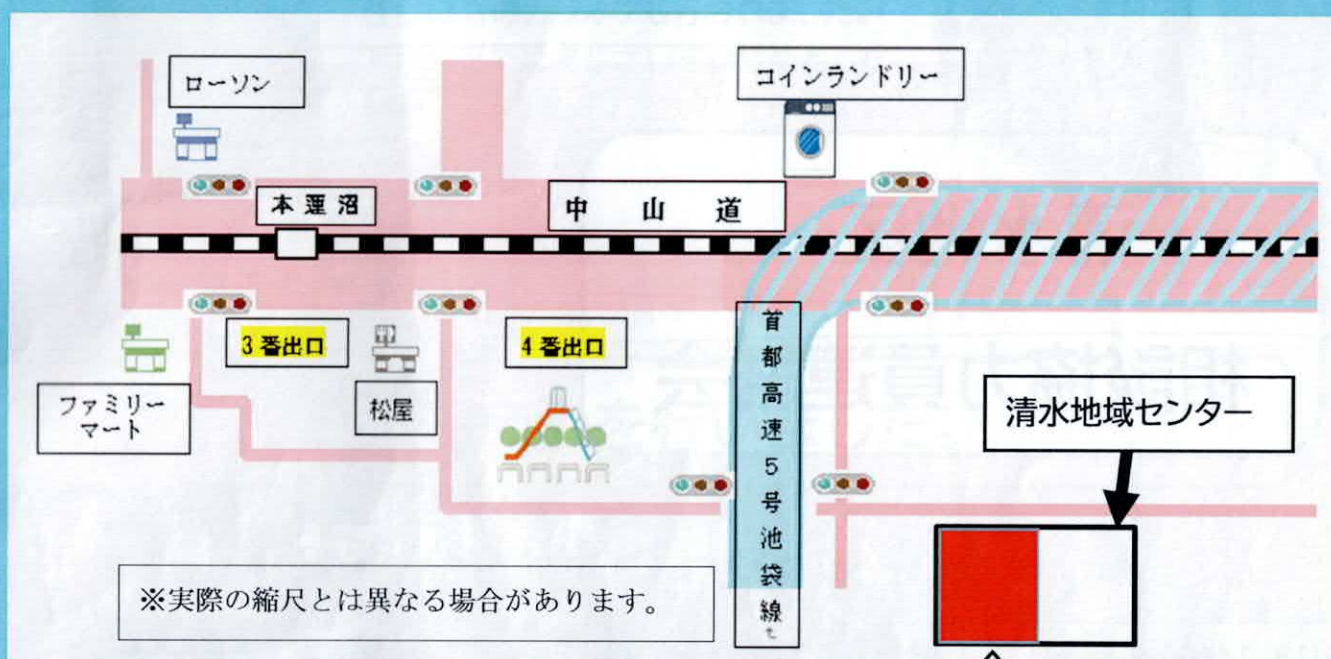 ローソン
コインランドリー
本蓮沼
中山道
3番出口
4番出口
ファミリー
マート
松屋
首都高速5号池袋線
清水地域センター
※実際の縮尺とは異なる場合があります。